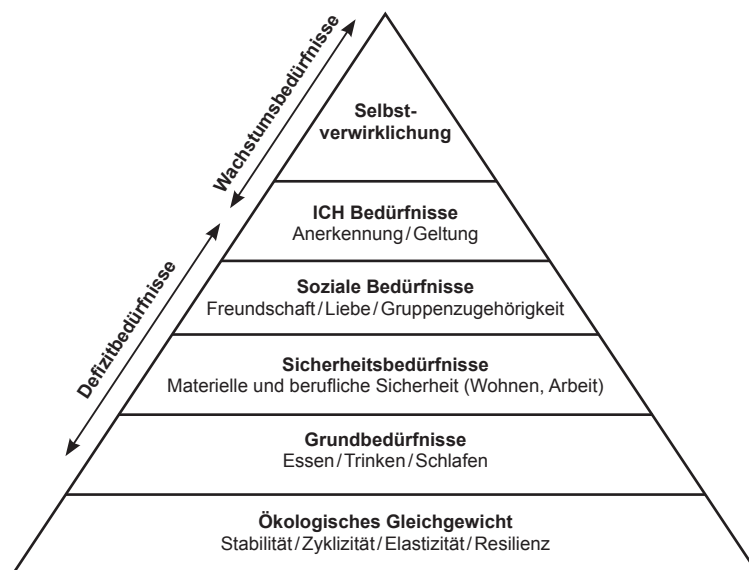 Wachstumsbedürfnisse
Defizitbedürfnisse
Selbst-
verwirklichung
ICH Bedürfnisse
Anerkennung/Geltung
Soziale Bedürfnisse
Freundschaft/Liebe/Gruppenzugehörigkeit
Sicherheitsbedürfnisse
Materielle und berufliche Sicherheit (Wohnen, Arbeit)
Grundbedürfnisse
Essen/Trinken/Schlafen
Ökologisches Gleichgewicht
Stabilität/Zyklizität/Elastizität/Resilienz